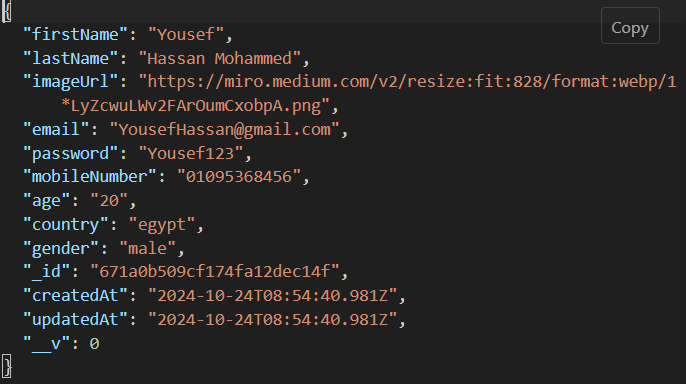 {
Copy
"firstName": "Yousef",
"lastName": "Hassan Mohammed",
"imageUrl": "https://miro.medium.com/v2/resize:fit:828/format:webp/1
*LyZcwuLWv2FArOumCxobpA.png",
"email": "YousefHassan@gmail.com",
"password": "Yousef123",
"mobileNumber": "01095368456",
"age": "20",
"country": "egypt",
"gender": "male",
"_id": "671a0b509cf174fa12dec14f",
"createdAt": "2024-10-24T08:54:40.981Z",
"updatedAt": "2024-10-24T08:54:40.981Z",
"__v": 0
}